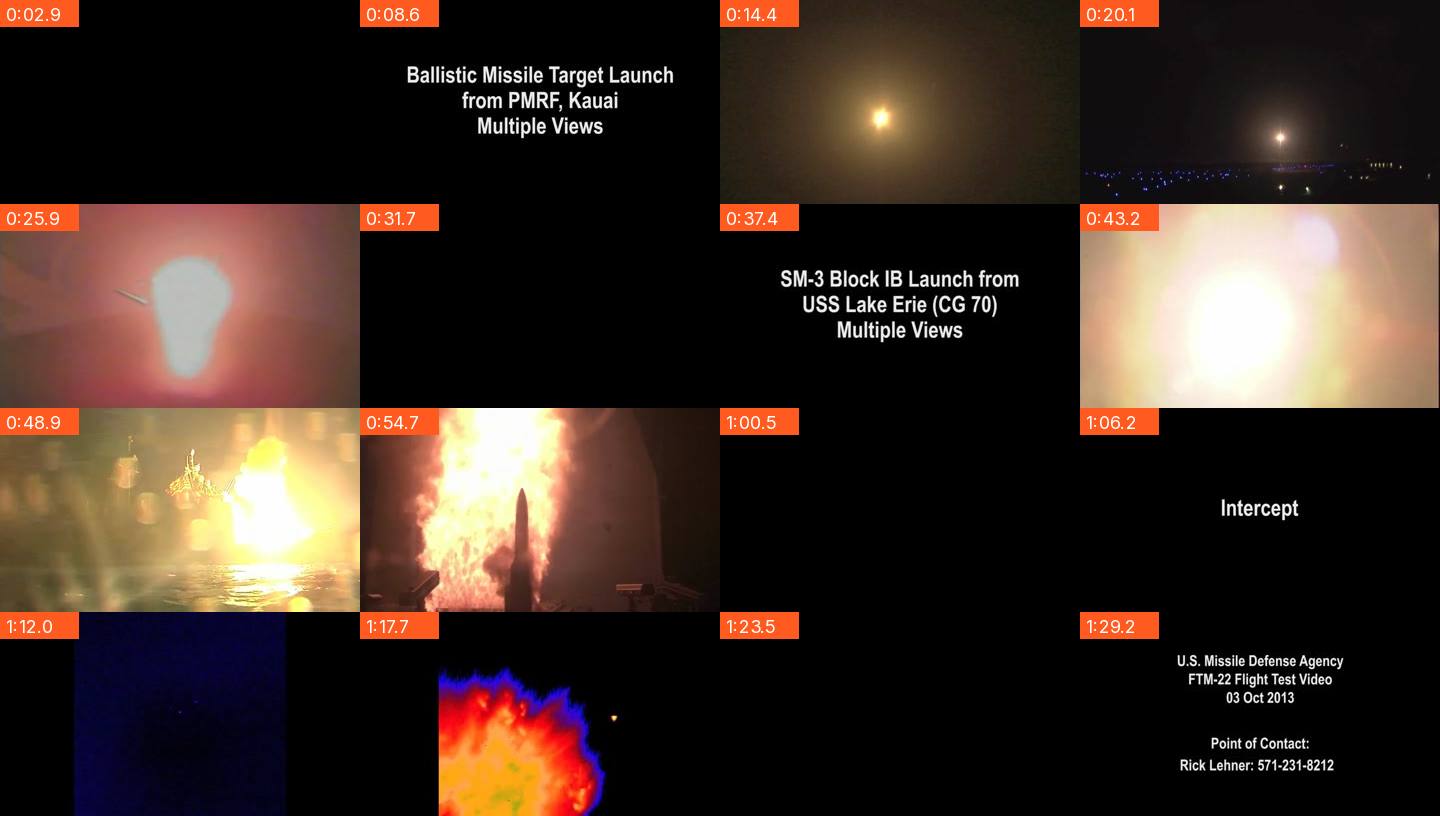 0:02.9
0:08.6
Ballistic Missile Target Launch
from PMRF, Kauai
Multiple Views
0:14.4
0:20.1
0:25.9
0:31.7
0:37.4
SM-3 Block IB Launch from
USS Lake Erie (CG 70)
Multiple Views
0:43.2
0:48.9
0:54.7
1:00.5
1:06.2
Intercept
1:12.0
1:17.7
1:23.5
1:29.2
U.S. Missile Defense Agency
FTM-22 Flight Test Video
03 Oct 2013
Point of Contact:
Rick Lehner: 571-231-8212